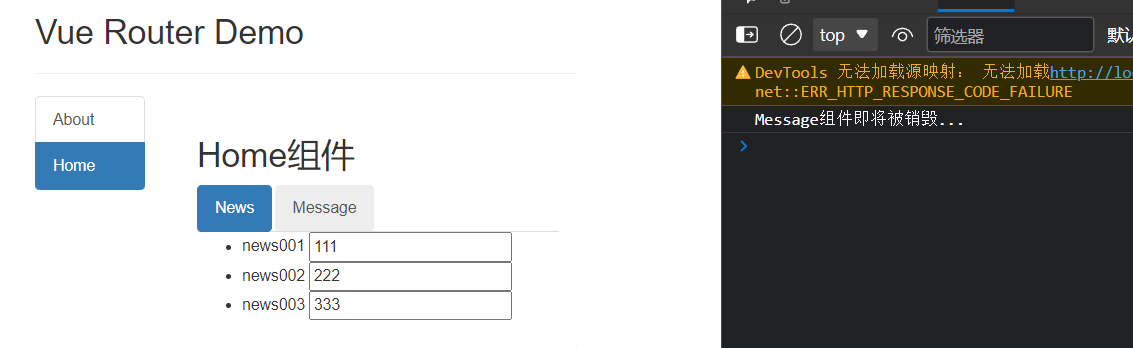 Vue Router Demo
About
Home
Home组件
News Message
news001 111
news002 222
news003 333
top ▼ 筛选器 默认
DevTools 无法加载源映射： 无法加载http://lo
net::ERR_HTTP_RESPONSE_CODE_FAILURE
Message组件即将被销毁...